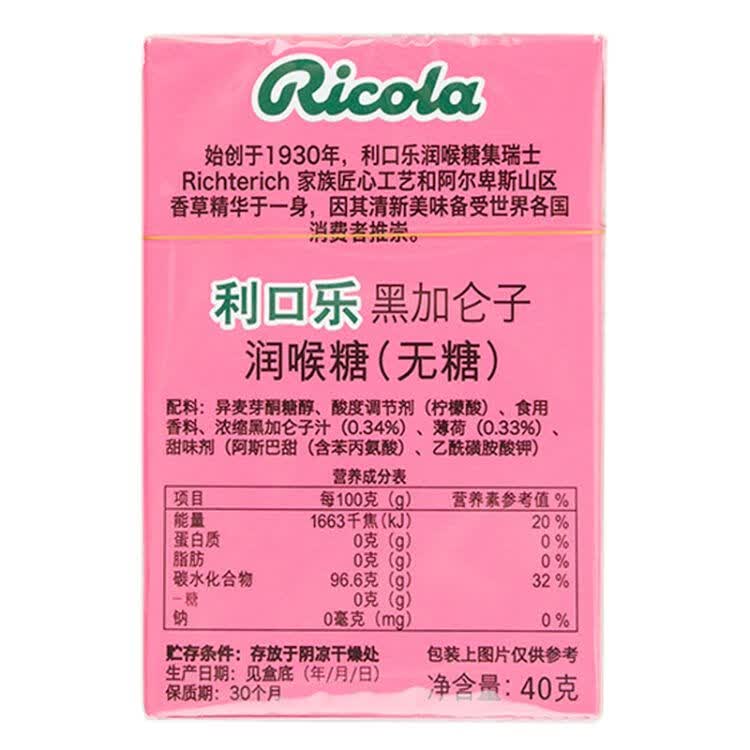 Ricola
始创于1930年，利口乐润喉糖集瑞士
Richterich 家族匠心工艺和阿尔卑斯山区
香草精华于一身，因其清新美味备受世界各国
消费者推崇。
利口乐 黑加仑子
润喉糖（无糖）
配料：异麦芽酮糖醇、酸度调节剂（柠檬酸）、食用
香料、浓缩黑加仑子汁（0.34%）、薄荷（0.33%）、
甜味剂（阿斯巴甜（含苯丙氨酸）、乙酰磺胺酸钾）
营养成分表
项目 每100克（g） 营养素参考值 %
能量 1663千焦（kJ） 20 %
蛋白质 0克（g） 0 %
脂肪 0克（g） 0 %
碳水化合物 96.6克（g） 32 %
–糖 0克（g）
钠 0毫克（mg） 0 %
贮存条件：存放于阴凉干燥处 包装上图片仅供参考
生产日期：见盒底（年/月/日）
保质期：30个月 净含量：40克